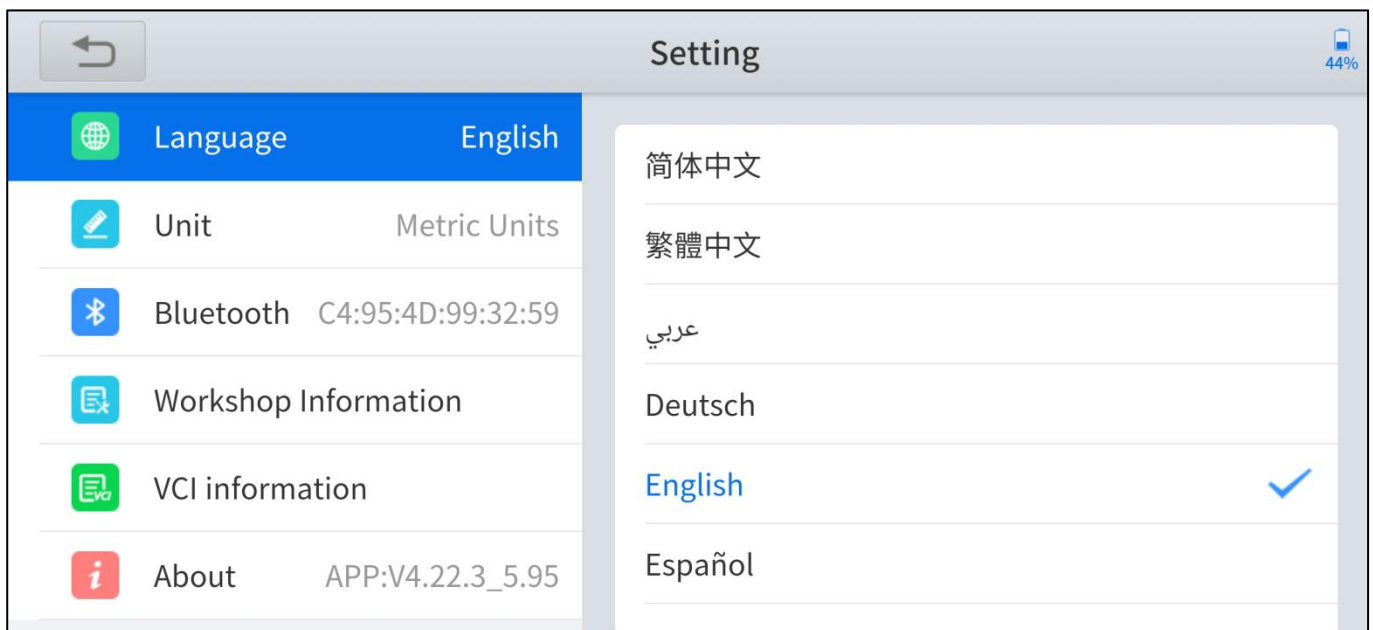 Setting
44%
Language English
Unit Metric Units
Bluetooth C4:95:4D:99:32:59
Workshop Information
VCI information
About APP:V4.22.3_5.95
简体中文
繁體中文
عربي
Deutsch
English
Español